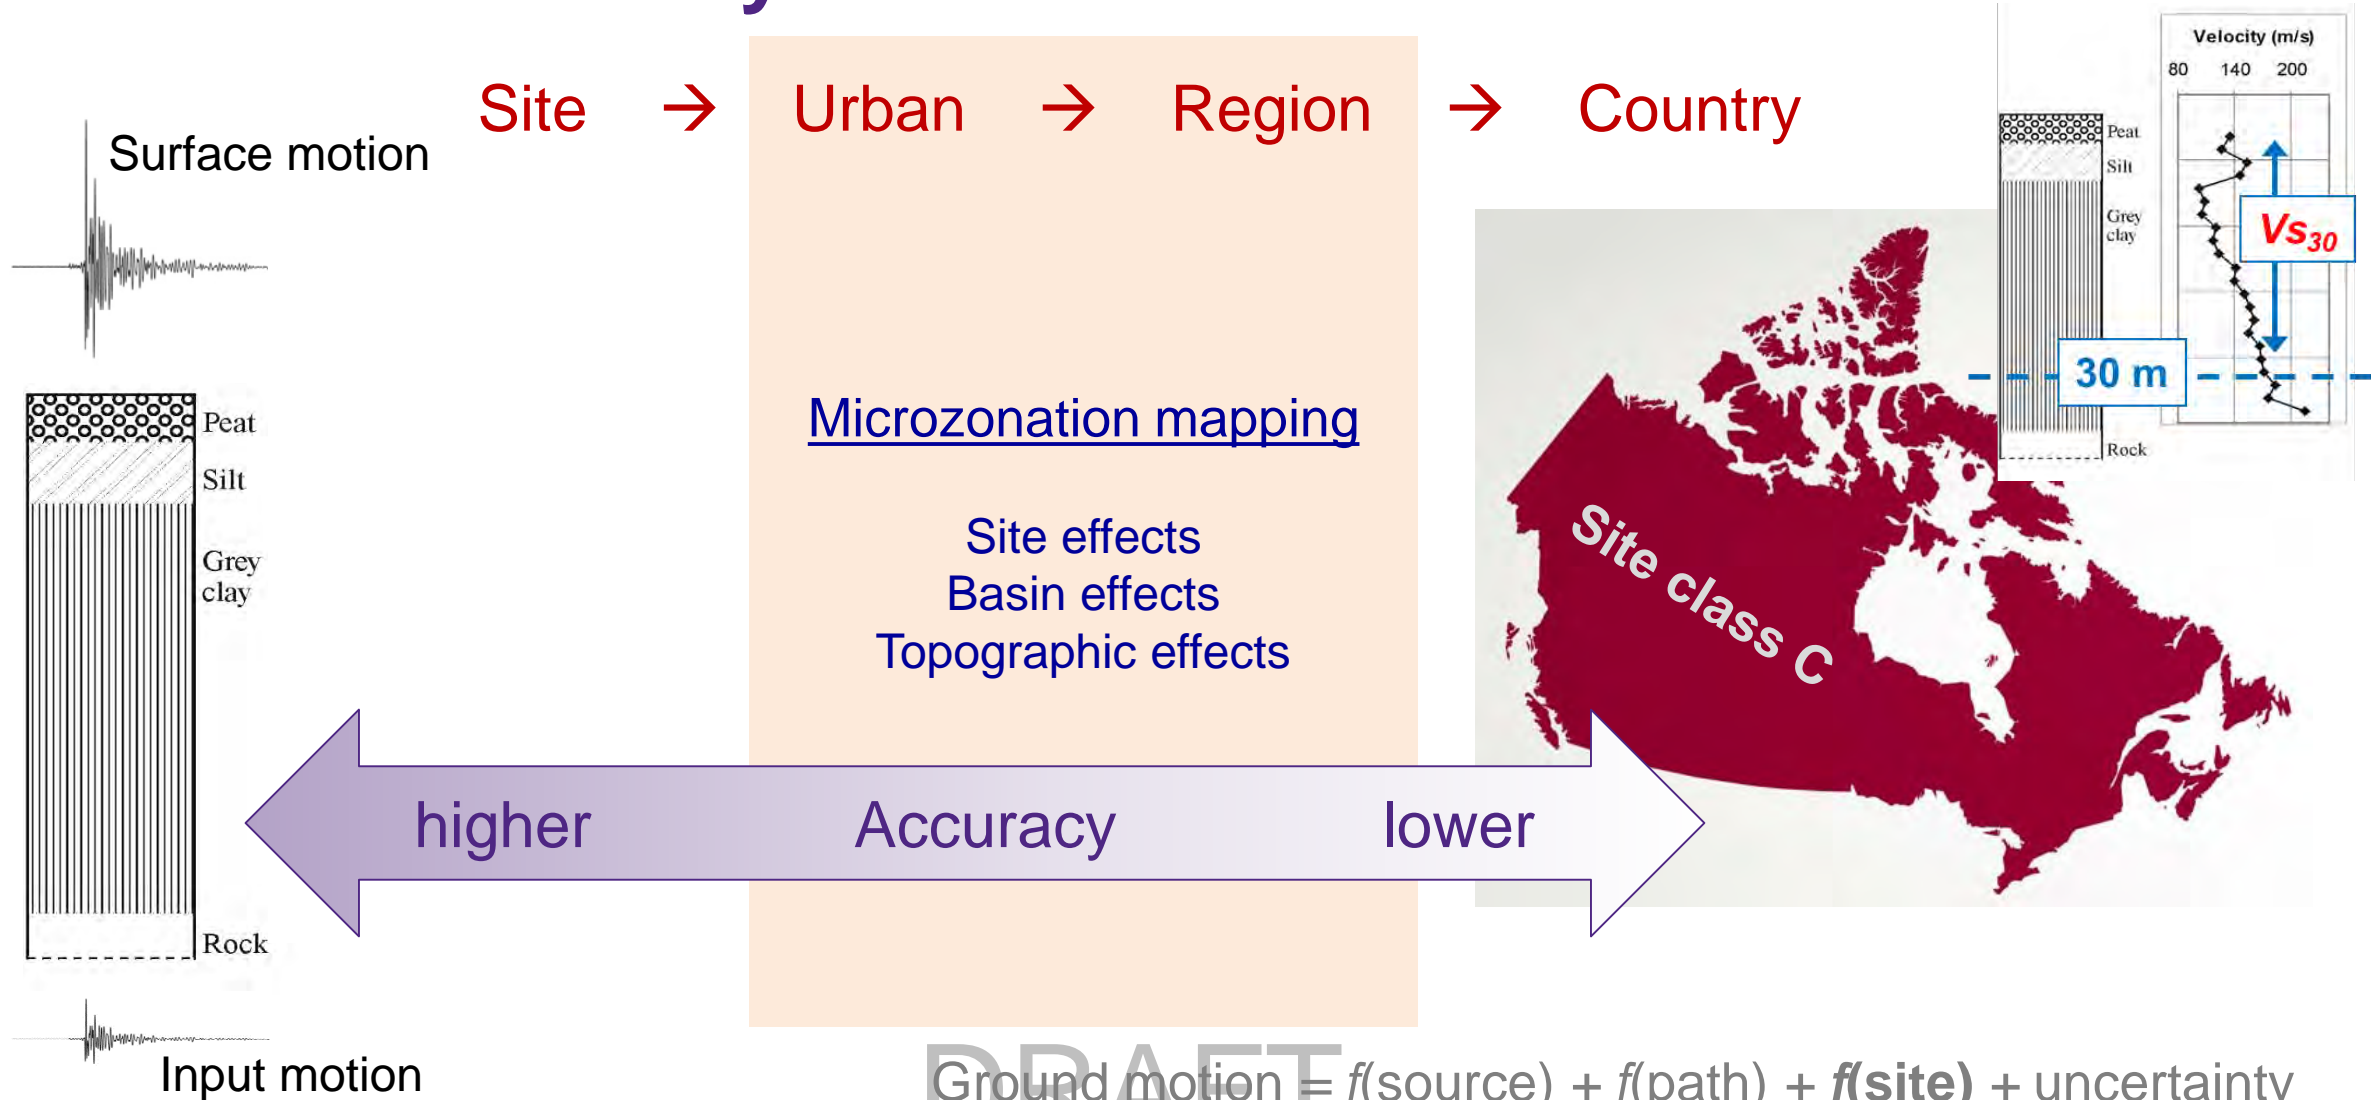 Site → Urban → Region → Country
Surface motion
Velocity (m/s)
80 140 200
Peat
Silt
Grey
clay
Vs30
30 m
Rock
Peat
Silt
Grey
clay
Rock
Microzonation mapping
Site effects
Basin effects
Topographic effects
Site class C
higher Accuracy lower
Input motion
DRAFT
Ground motion = f(source) + f(path) + f(site) + uncertainty